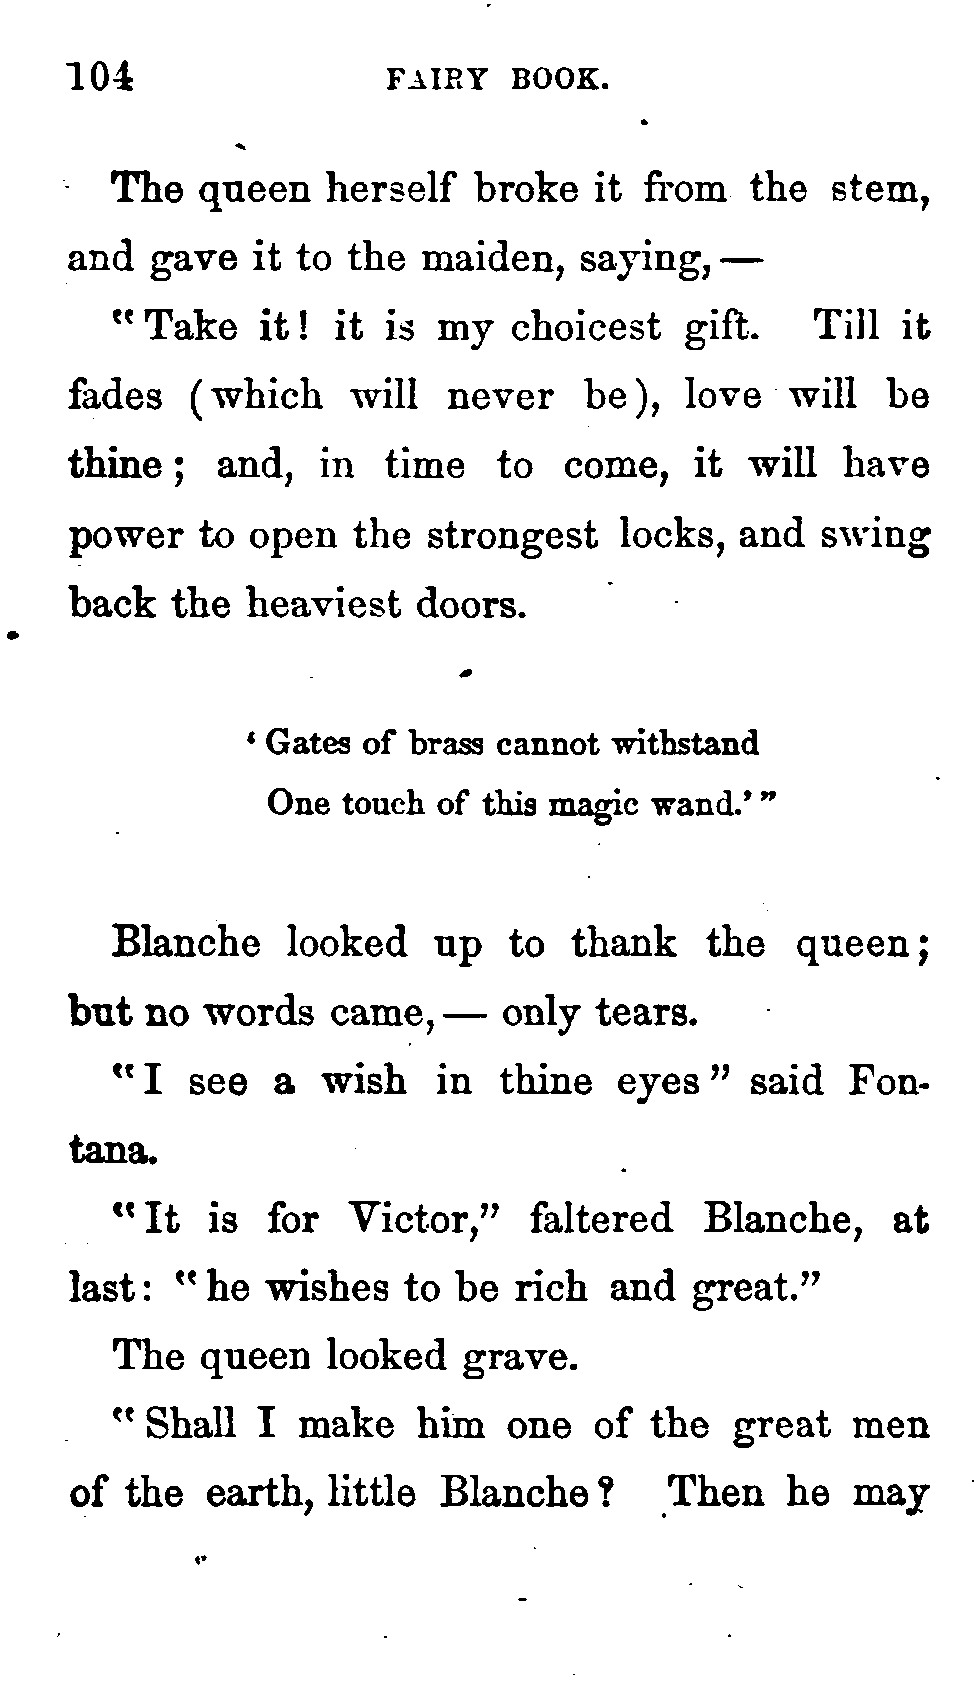 104 FAIRY BOOK.
The queen herself broke it from the stem,
and gave it to the maiden, saying,—
"Take it! it is my choicest gift. Till it
fades (which will never be), love will be
thine; and, in time to come, it will have
power to open the strongest locks, and swing
back the heaviest doors.
'Gates of brass cannot withstand
One touch of this magic wand.'"
Blanche looked up to thank the queen;
but no words came,— only tears.
"I see a wish in thine eyes" said Fon-
tana.
"It is for Victor," faltered Blanche, at
last: "he wishes to be rich and great."
The queen looked grave.
"Shall I make him one of the great men
of the earth, little Blanche? Then he may